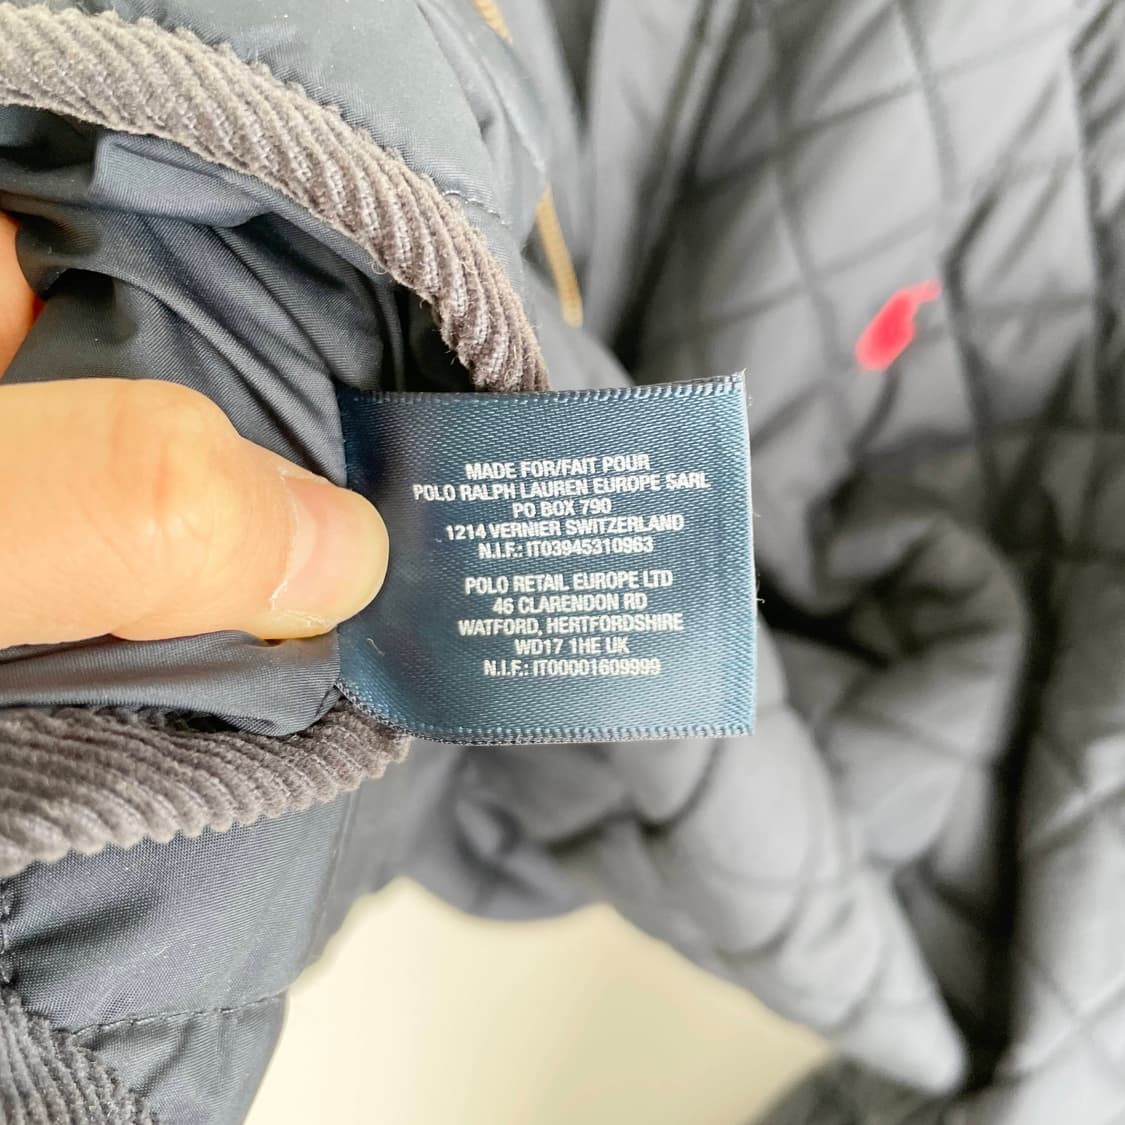 MADE FOR/FAIT POUR
POLO RALPH LAUREN EUROPE SARL
PO BOX 790
1214 VERNIER SWITZERLAND
N.I.F.: IT03945310963
POLO RETAIL EUROPE LTD
46 CLARENDON RD
WATFORD, HERTFORDSHIRE
WD17 1HE UK
N.I.F.: IT00001609999